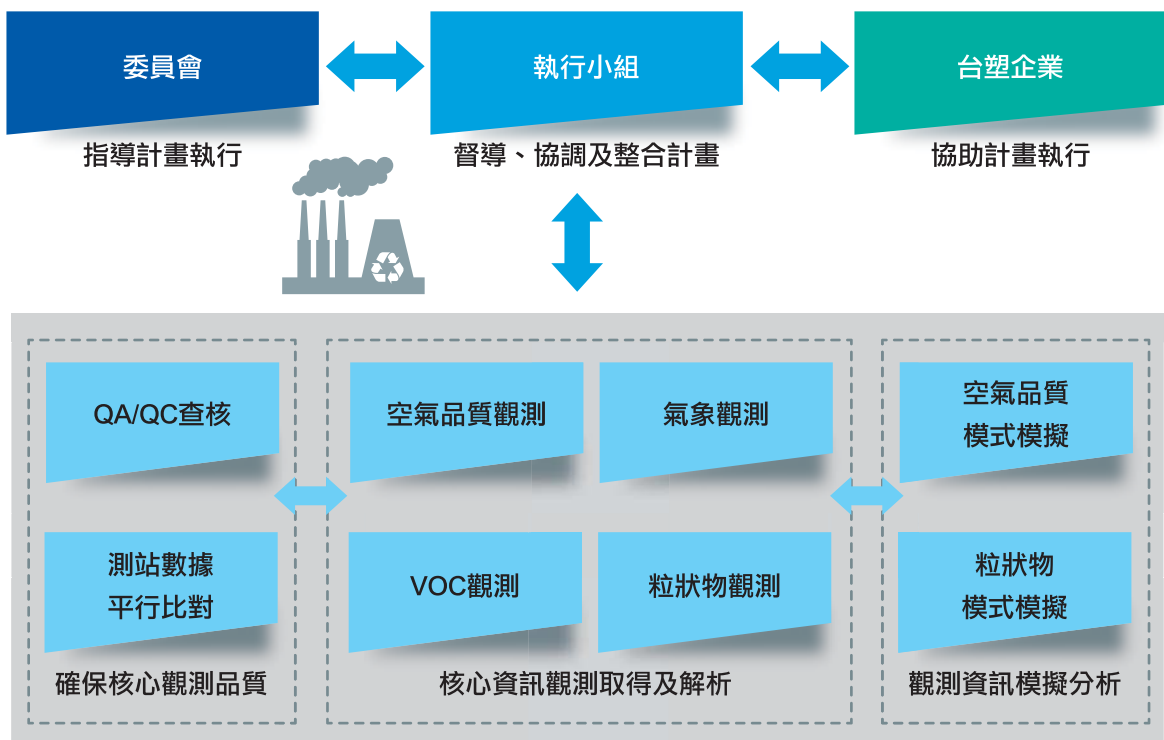 委員會
執行小組
台塑企業
指導計畫執行
督導、協調及整合計畫
協助計畫執行
QA/QC查核
空氣品質觀測
氣象觀測
空氣品質
模式模擬
測站數據
平行比對
VOC觀測
粒狀物觀測
粒狀物
模式模擬
確保核心觀測品質
核心資訊觀測取得及解析
觀測資訊模擬分析